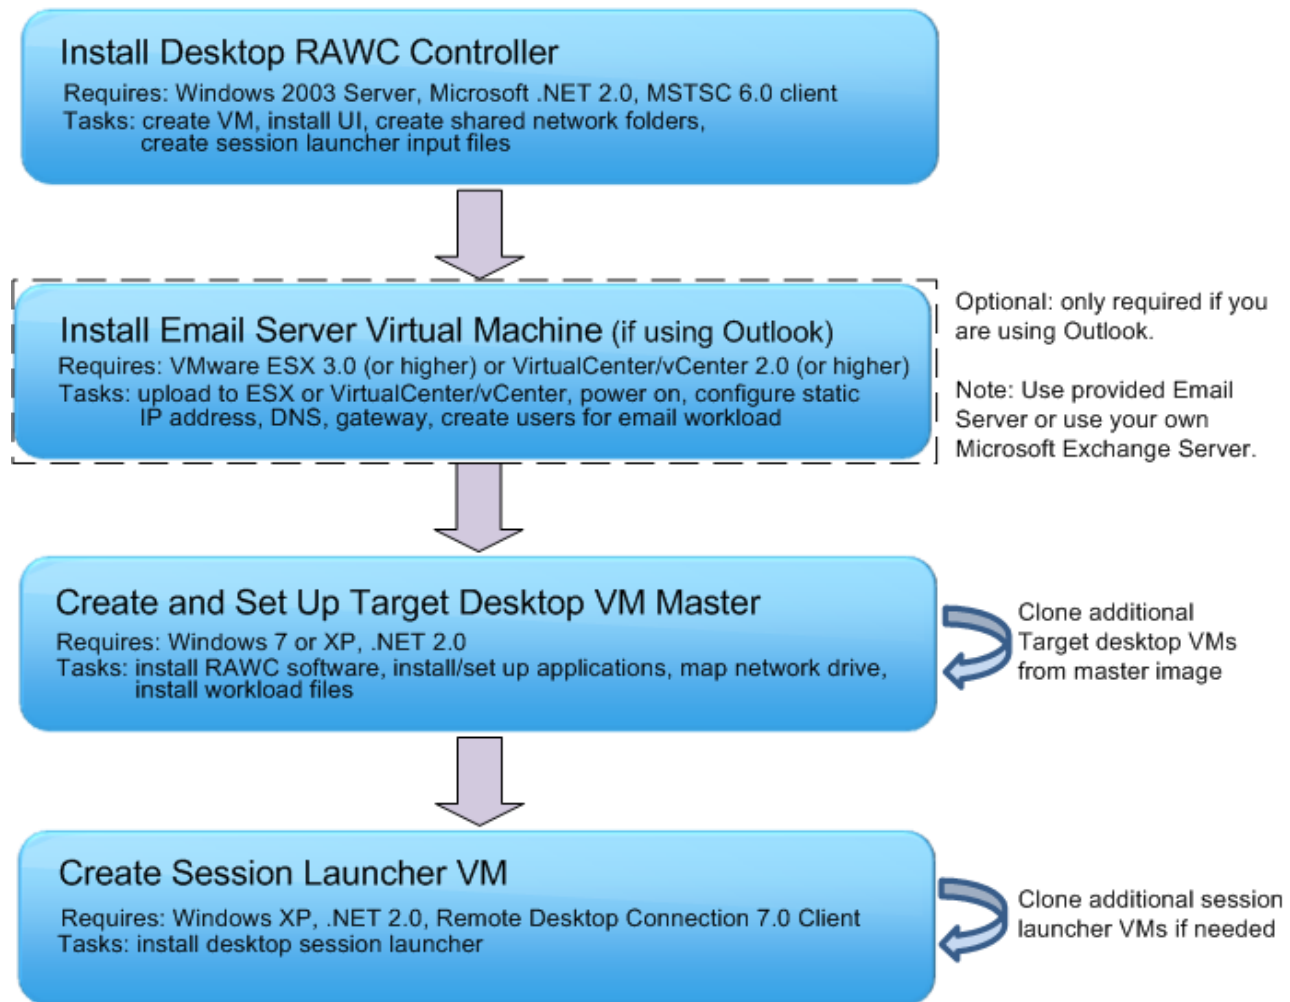 Install Desktop RAWC Controller
Requires: Windows 2003 Server, Microsoft .NET 2.0, MSTSC 6.0 client
Tasks: create VM, install UI, create shared network folders,
create session launcher input files
Install Email Server Virtual Machine (if using Outlook)
Requires: VMware ESX 3.0 (or higher) or VirtualCenter/vCenter 2.0 (or higher)
Tasks: upload to ESX or VirtualCenter/vCenter, power on, configure static
IP address, DNS, gateway, create users for email workload
Optional: only required if you
are using Outlook.
Note: Use provided Email
Server or use your own
Microsoft Exchange Server.
Create and Set Up Target Desktop VM Master
Requires: Windows 7 or XP, .NET 2.0
Tasks: install RAWC software, install/set up applications, map network drive,
install workload files
Clone additional
Target desktop VMs
from master image
Create Session Launcher VM
Requires: Windows XP, .NET 2.0, Remote Desktop Connection 7.0 Client
Tasks: install desktop session launcher
Clone additional session
launcher VMs if needed